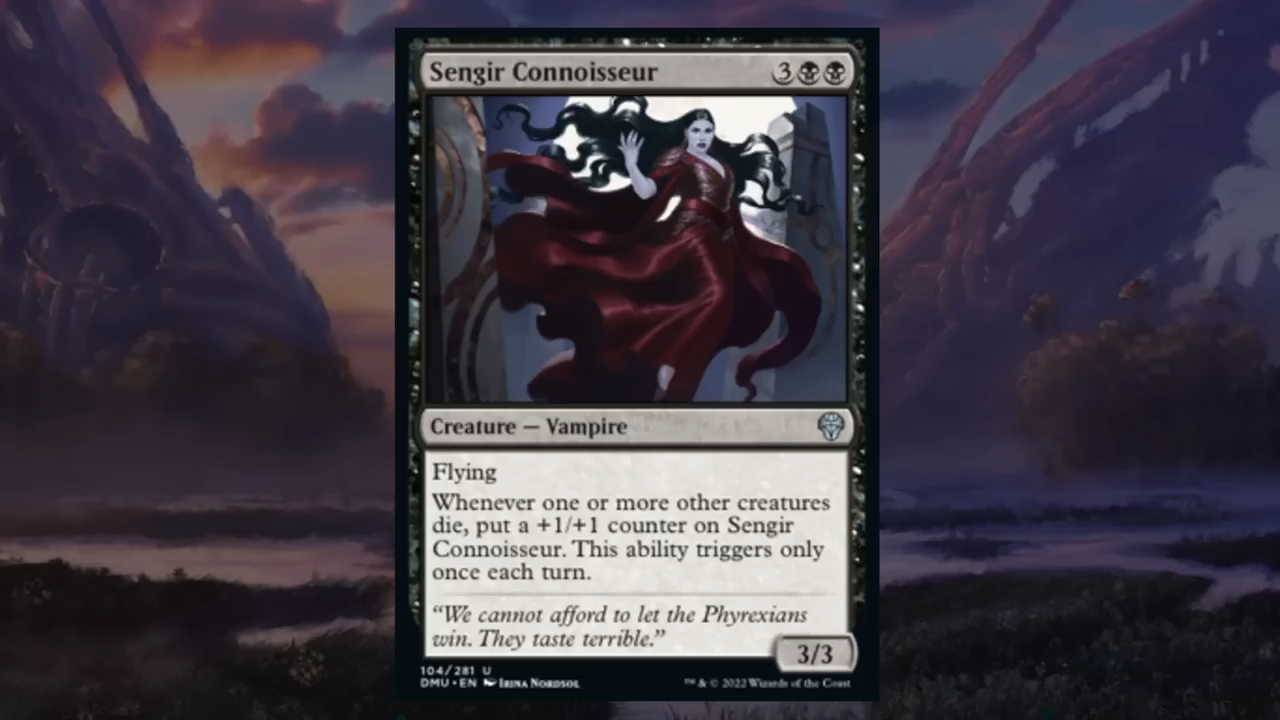 Sengir Connoisseur 3
Creature — Vampire
Flying
Whenever one or more other creatures
die, put a +1/+1 counter on Sengir
Connoisseur. This ability triggers only
once each turn.
“We cannot afford to let the Phyrexians
win. They taste terrible.”
3/3
104/281 U
DMU • EN Irina Nordsol
™ & © 2022 Wizards of the Coast